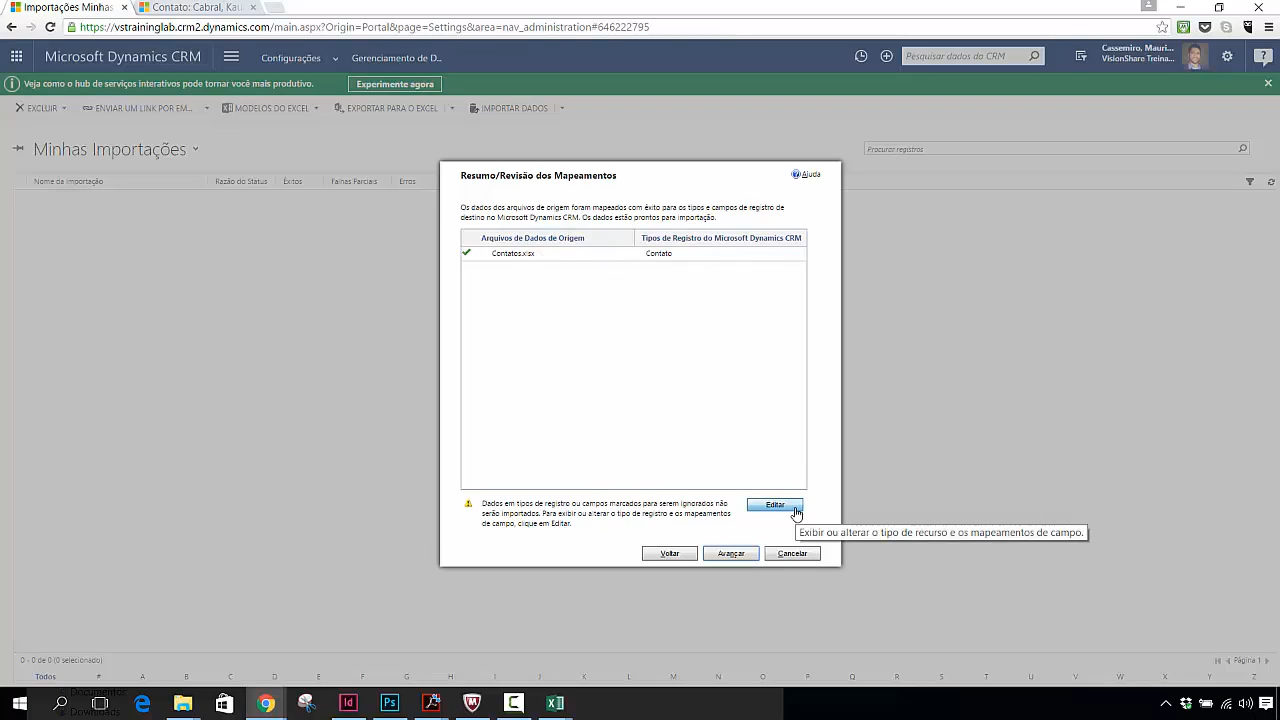 Importações Minhas
Contato: Cabral, Kau
https://vstraininglab.crm2.dynamics.com/main.aspx?Origin=Portal&page=Settings&area=nav_administration#646222795
Microsoft Dynamics CRM
Configurações
Gerenciamento de D...
Pesquisar dados do CRM
Cassemiro, Mauri...
VisionShare Treina...
Veja como o hub de serviços interativos pode tornar você mais produtivo.
Experimente agora
EXCLUIR
ENVIAR UM LINK POR EM...
MODELOS DO EXCEL
EXPORTAR PARA O EXCEL
IMPORTAR DADOS
Minhas Importações
Procurar registros
Nome da Importação
Razão do Status
Êxitos
Falhas Parciais
Erros
Resumo/Revisão dos Mapeamentos
Ajuda
Os dados dos arquivos de origem foram mapeados com êxito para os tipos e campos de registro de
destino no Microsoft Dynamics CRM. Os dados estão prontos para importação.
Arquivos de Dados de Origem
Tipos de Registro do Microsoft Dynamics CRM
Contatos.xlsx
Contato
Dados em tipos de registro ou campos marcados para serem ignorados não
serão importados. Para exibir ou alterar o tipo de registro e os mapeamentos
de campo, clique em Editar.
Editar
Exibir ou alterar o tipo de recurso e os mapeamentos de campo.
Voltar
Avançar
Cancelar
0 - 0 de 0 (0 selecionado)
Página 1
Todos # A B C D E F G H I J K L M N O P Q R S T U V W X Y Z
Documentos
Downloads